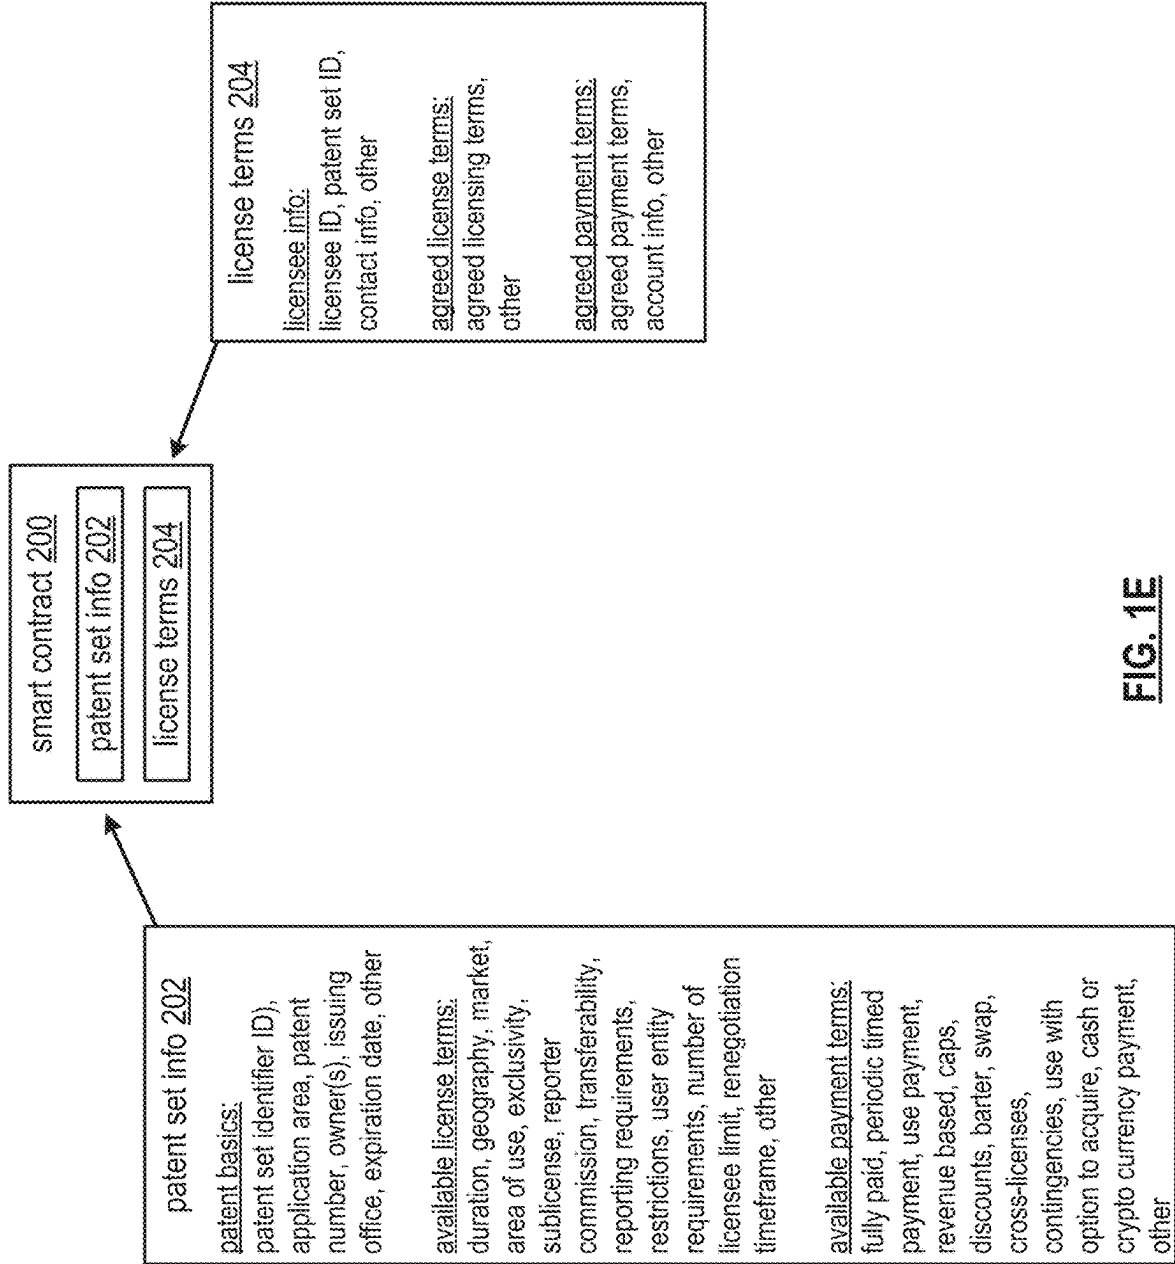 smart contract 200
patent set info 202
license terms 204
patent set info 202
patent basics:
patent set identifier ID),
application area, patent
number, owner(s), issuing
office, expiration date, other
available license terms:
duration, geography, market,
area of use, exclusivity,
sublicense, reporter
commission, transferability,
reporting requirements,
restrictions, user entity
requirements, number of
licensee limit, renegotiation
timeframe, other
available payment terms:
fully paid, periodic timed
payment, use payment,
revenue based, caps,
discounts, barter, swap,
cross-licenses,
contingencies, use with
option to acquire, cash or
crypto currency payment,
other
license terms 204
licensee info:
licensee ID, patent set ID,
contact info, other
agreed license terms:
agreed licensing terms,
other
agreed payment terms:
agreed payment terms,
account info, other
FIG. 1E